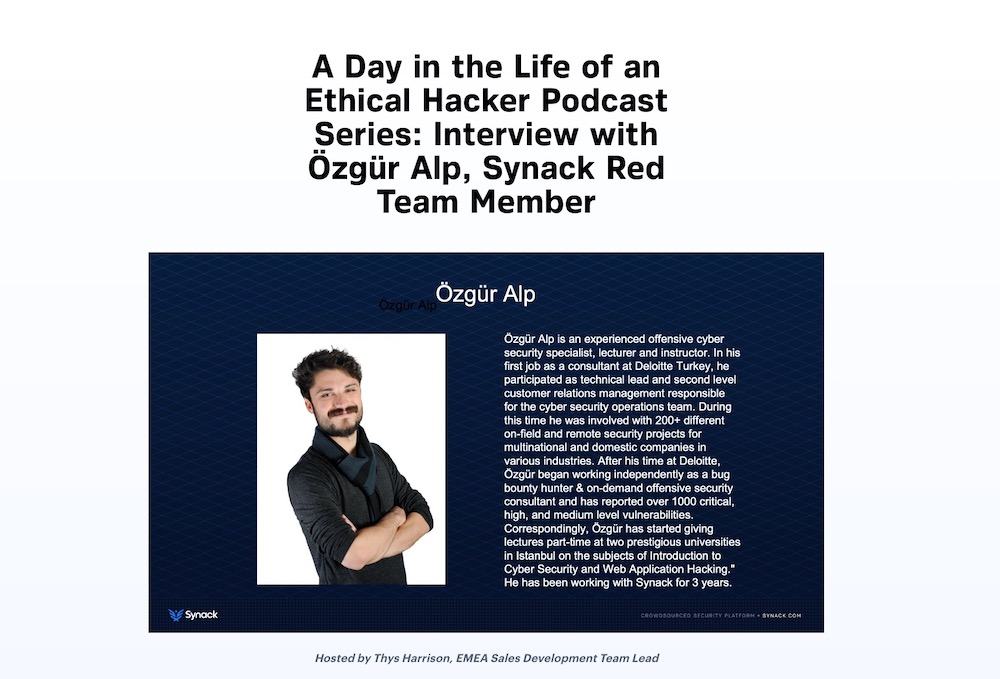 A Day in the Life of an
Ethical Hacker Podcast
Series: Interview with
Özgür Alp, Synack Red
Team Member
Özgür Alp
Özgür Alp
Özgür Alp is an experienced offensive cyber
security specialist, lecturer and instructor. In his
first job as a consultant at Deloitte Turkey, he
participated as technical lead and second level
customer relations management responsible
for the cyber security operations team. During
this time he was involved with 200+ different
on-field and remote security projects for
multinational and domestic companies in
various industries. After his time at Deloitte,
Özgür began working independently as a bug
bounty hunter & on-demand offensive security
consultant and has reported over 1000 critical,
high, and medium level vulnerabilities.
Correspondingly, Özgür has started giving
lectures part-time at two prestigious universities
in Istanbul on the subjects of Introduction to
Cyber Security and Web Application Hacking."
He has been working with Synack for 3 years.
Synack
CROWDSOURCED SECURITY PLATFORM • SYNACK.COM
Hosted by Thys Harrison, EMEA Sales Development Team Lead